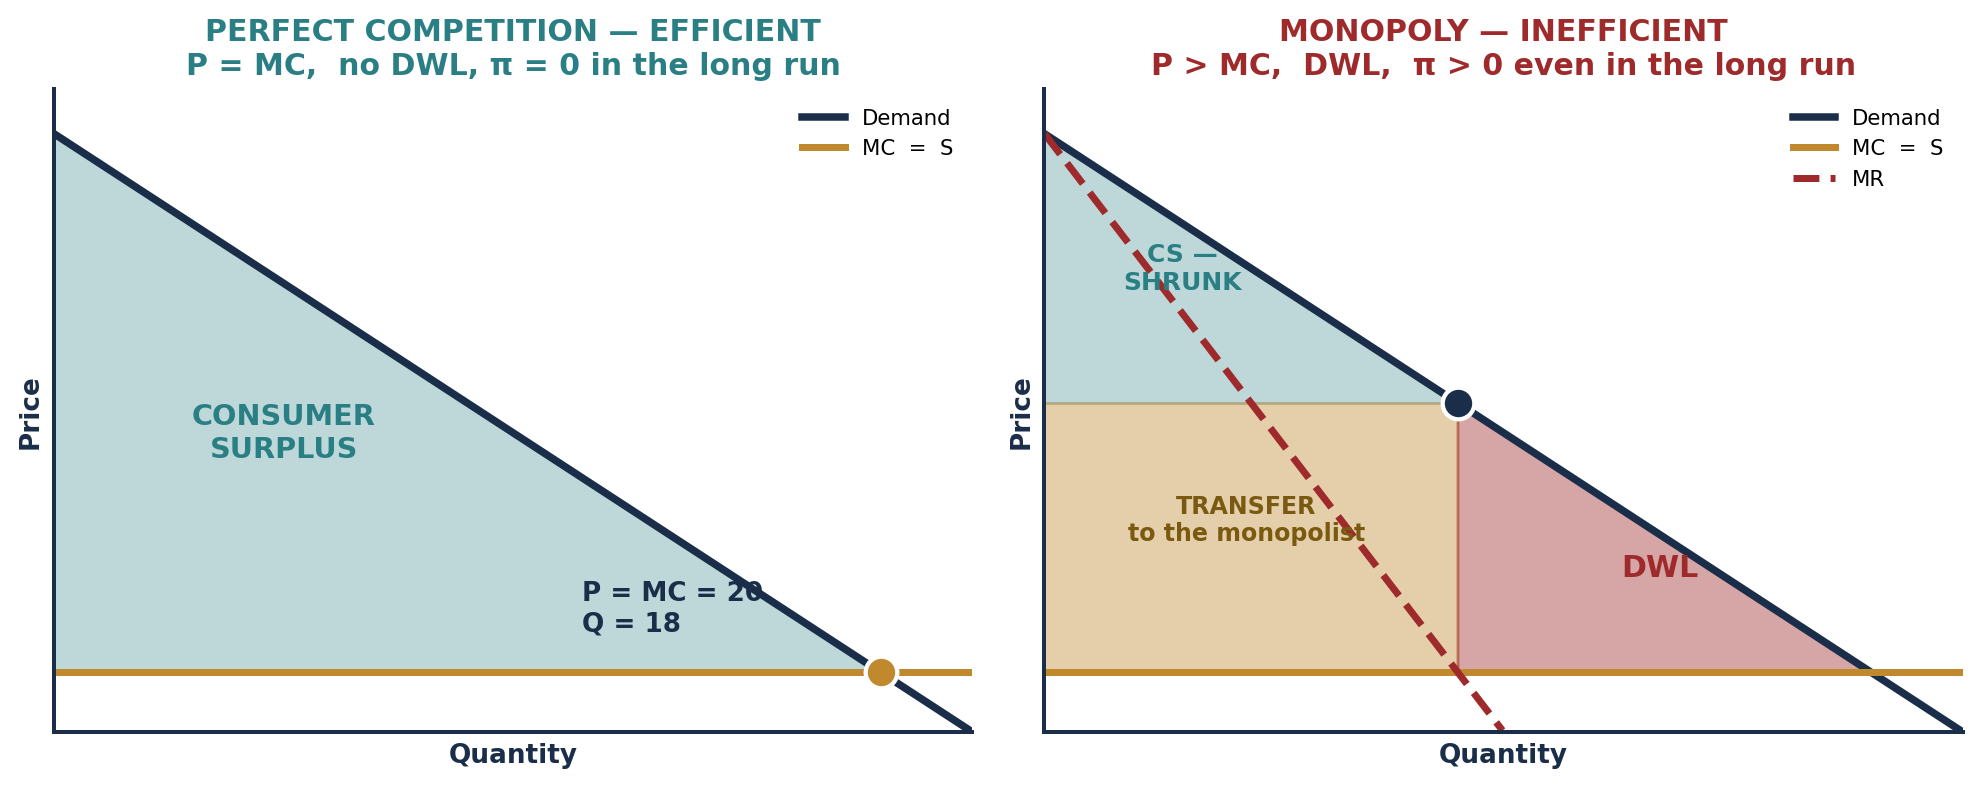 PERFECT COMPETITION — EFFICIENT
P = MC,  no DWL, π = 0 in the long run
Demand
MC  =  S
CONSUMER
SURPLUS
P = MC = 20
Q = 18
Price
Quantity
MONOPOLY — INEFFICIENT
P > MC,  DWL,  π > 0 even in the long run
Demand
MC  =  S
MR
CS —
SHRUNK
TRANSFER
to the monopolist
DWL
Price
Quantity